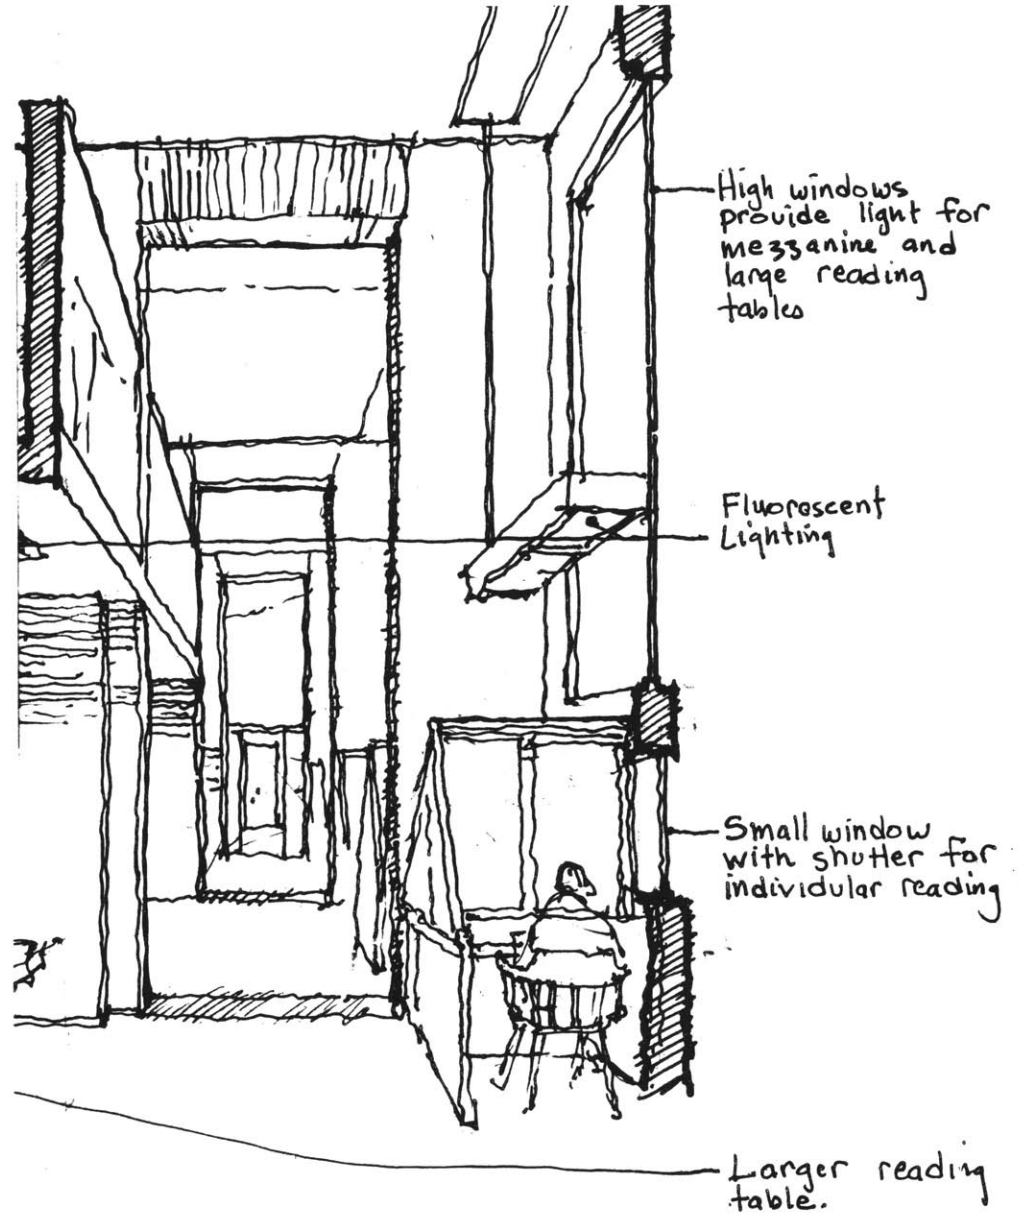 High windows
provide light for
mezzanine and
large reading
tables
Fluorescent
Lighting
Small window
with shutter for
individular reading
Larger reading
table.